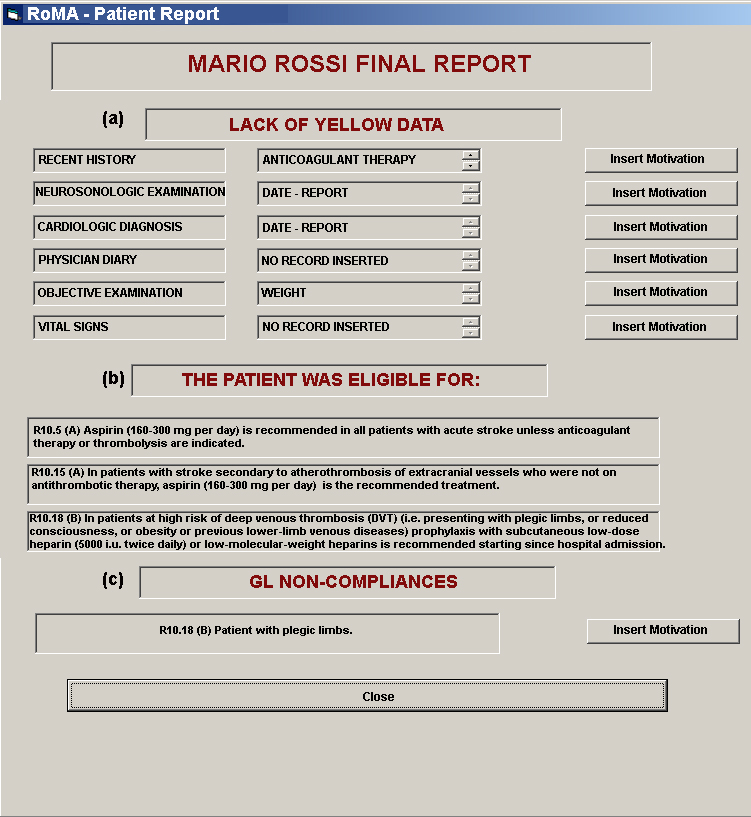 RoMA - Patient Report
MARIO ROSSI FINAL REPORT
(a) LACK OF YELLOW DATA
RECENT HISTORY ANTICOAGULANT THERAPY Insert Motivation
NEUROSONOLOGIC EXAMINATION DATE - REPORT Insert Motivation
CARDIOLOGIC DIAGNOSIS DATE - REPORT Insert Motivation
PHYSICIAN DIARY NO RECORD INSERTED Insert Motivation
OBJECTIVE EXAMINATION WEIGHT Insert Motivation
VITAL SIGNS NO RECORD INSERTED Insert Motivation
(b) THE PATIENT WAS ELIGIBLE FOR:
R10.5 (A) Aspirin (160-300 mg per day) is recommended in all patients with acute stroke unless anticoagulant
therapy or thrombolysis are indicated.
R10.15 (A) In patients with stroke secondary to atherothrombosis of extracranial vessels who were not on
antithrombotic therapy, aspirin (160-300 mg per day) is the recommended treatment.
R10.18 (B) In patients at high risk of deep venous thrombosis (DVT) (i.e. presenting with plegic limbs, or reduced
consciousness, or obesity or previous lower-limb venous diseases) prophylaxis with subcutaneous low-dose
heparin (5000 i.u. twice daily) or low-molecular-weight heparins is recommended starting since hospital admission.
(c) GL NON-COMPLIANCES
R10.18 (B) Patient with plegic limbs. Insert Motivation
Close